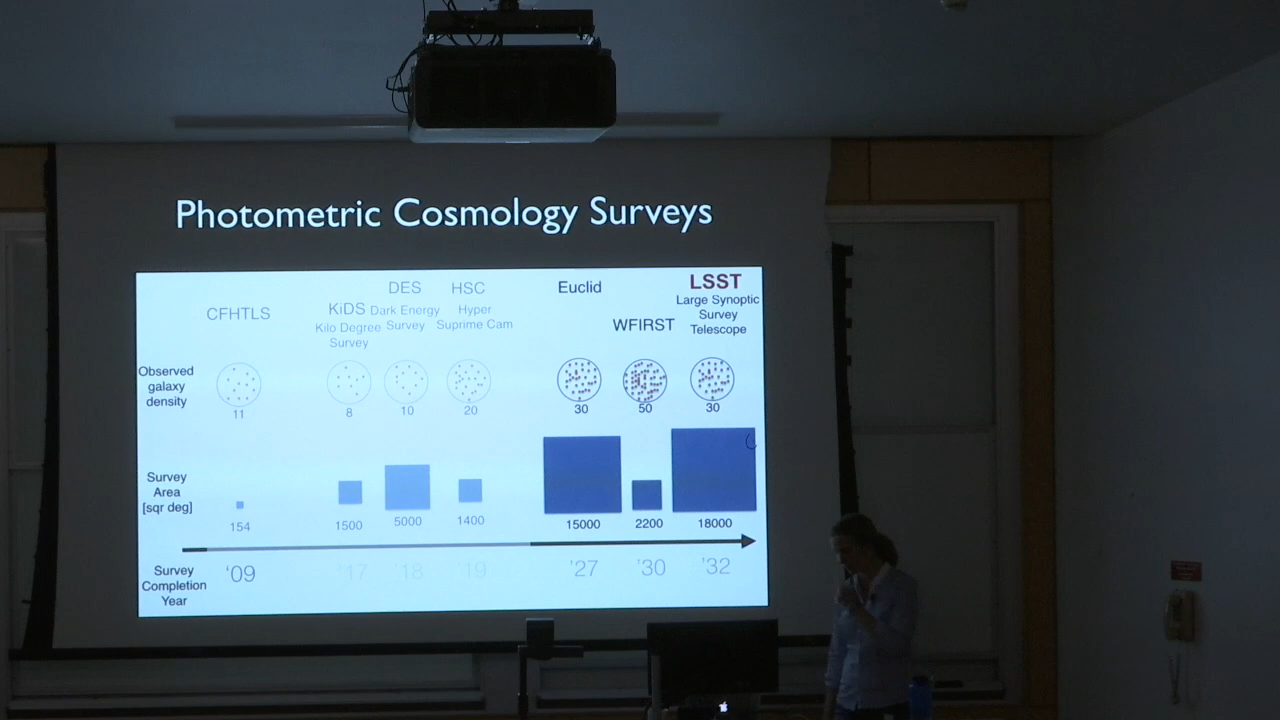 Photometric Cosmology Surveys
CFHTLS
KiDS
Kilo Degree
Survey
DES
Dark Energy
Survey
HSC
Hyper
Suprime Cam
Euclid
WFIRST
LSST
Large Synoptic
Survey
Telescope
Observed
galaxy
density
11
8
10
20
30
50
30
Survey
Area
[sqr deg]
154
1500
5000
1400
15000
2200
18000
Survey
Completion
Year
'09
'17
'18
'19
'27
'30
'32